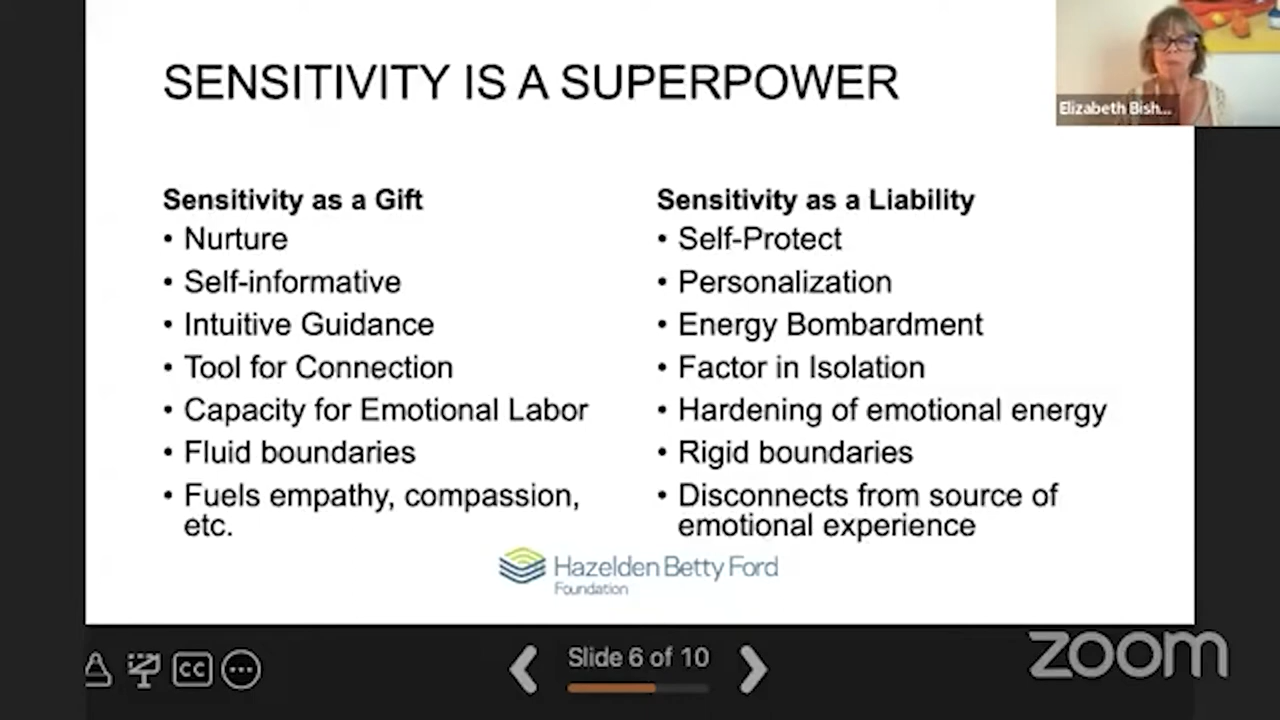 SENSITIVITY IS A SUPERPOWER
Elizabeth Bish...
Sensitivity as a Gift
• Nurture
• Self-informative
• Intuitive Guidance
• Tool for Connection
• Capacity for Emotional Labor
• Fluid boundaries
• Fuels empathy, compassion,
etc.
Sensitivity as a Liability
• Self-Protect
• Personalization
• Energy Bombardment
• Factor in Isolation
• Hardening of emotional energy
• Rigid boundaries
• Disconnects from source of
emotional experience
Hazelden Betty Ford
Foundation
CC
Slide 6 of 10
zoom